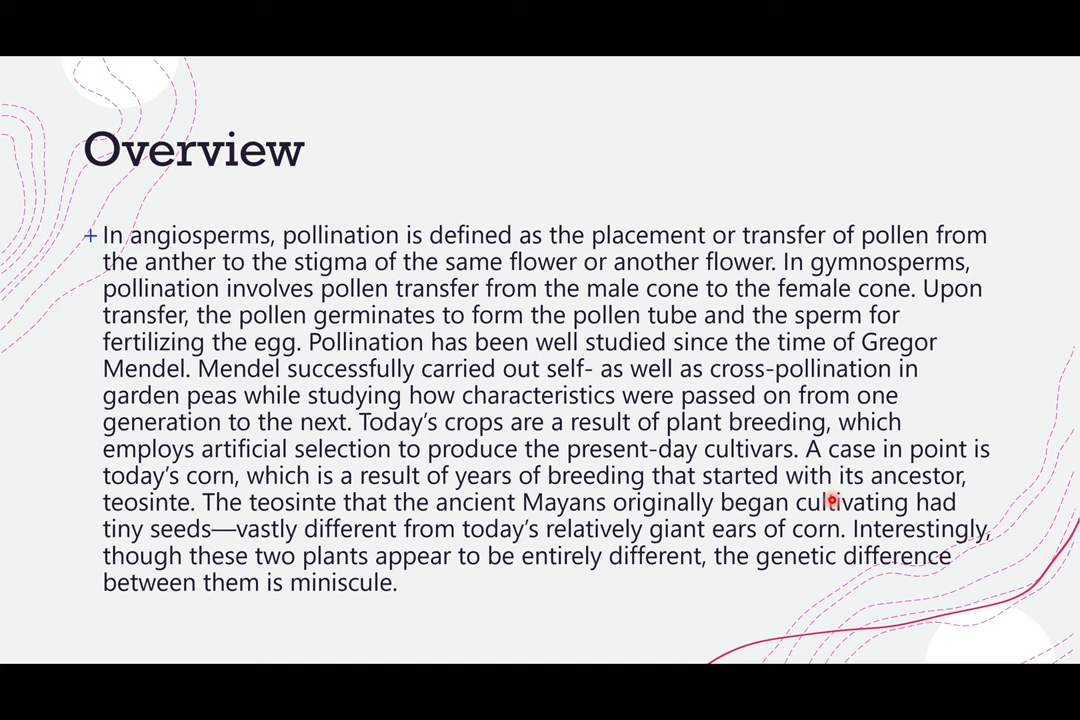 Overview
+ In angiosperms, pollination is defined as the placement or transfer of pollen from
the anther to the stigma of the same flower or another flower. In gymnosperms,
pollination involves pollen transfer from the male cone to the female cone. Upon
transfer, the pollen germinates to form the pollen tube and the sperm for
fertilizing the egg. Pollination has been well studied since the time of Gregor
Mendel. Mendel successfully carried out self- as well as cross-pollination in
garden peas while studying how characteristics were passed on from one
generation to the next. Today’s crops are a result of plant breeding, which
employs artificial selection to produce the present-day cultivars. A case in point is
today’s corn, which is a result of years of breeding that started with its ancestor,
teosinte. The teosinte that the ancient Mayans originally began cultivating had
tiny seeds—vastly different from today’s relatively giant ears of corn. Interestingly,
though these two plants appear to be entirely different, the genetic difference
between them is miniscule.